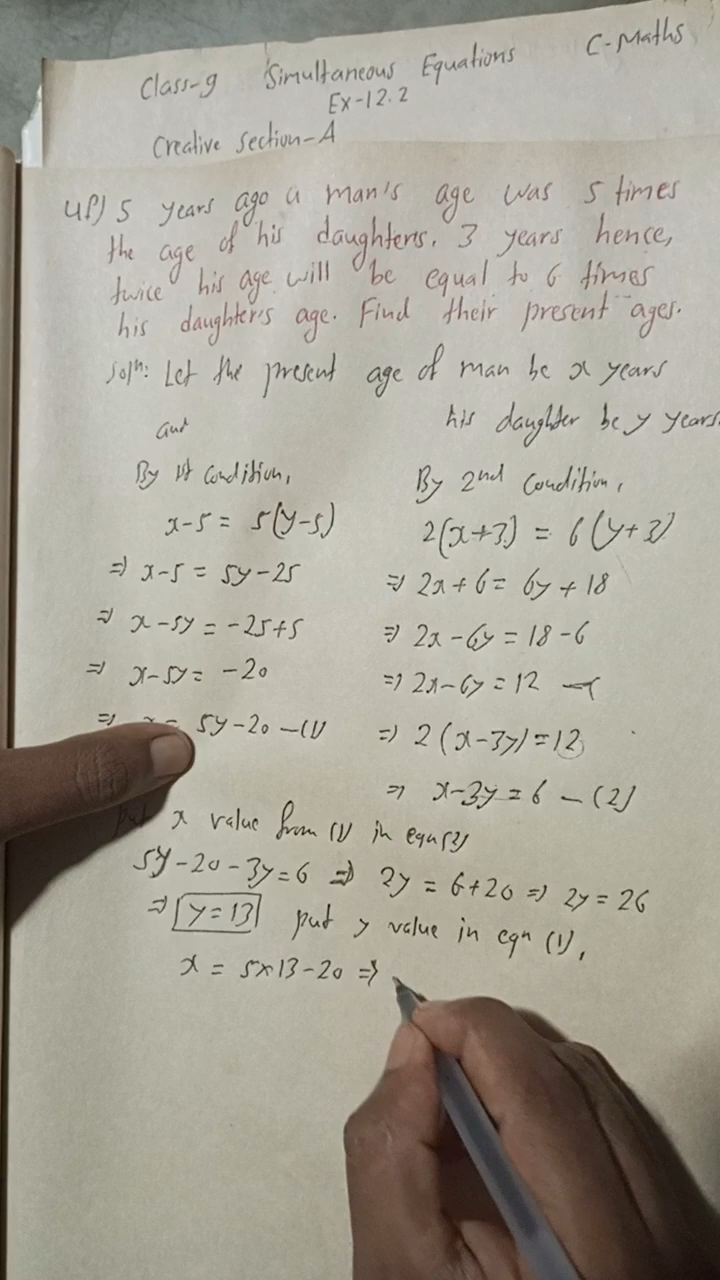 Class-9 Simultaneous Equations C-Maths
Ex-12.2
Creative section-A
4f) 5 years ago a man's age was 5 times
the age of his daughters. 3 years hence,
twice his age will be equal to 6 times
his daughter's age. Find their present ages.
Soln: Let the present age of man be x years
and his daughter be y years.
By 1st condition,
x-5 = 5(y-5)
=> x-5 = 5y-25
=> x-5y = -25+5
=> x-5y = -20
=> x = 5y-20 -(1)
By 2nd condition,
2(x+3) = 6(y+3)
=> 2x+6 = 6y+18
=> 2x-6y = 18-6
=> 2x-6y = 12
=> 2(x-3y)=12
=> x-3y = 6 -(2)
put x value from (1) in eqn(2)
5y-20-3y=6 => 2y = 6+20 => 2y = 26
=> y=13 put y value in eqn (1),
x = 5×13-20 =>